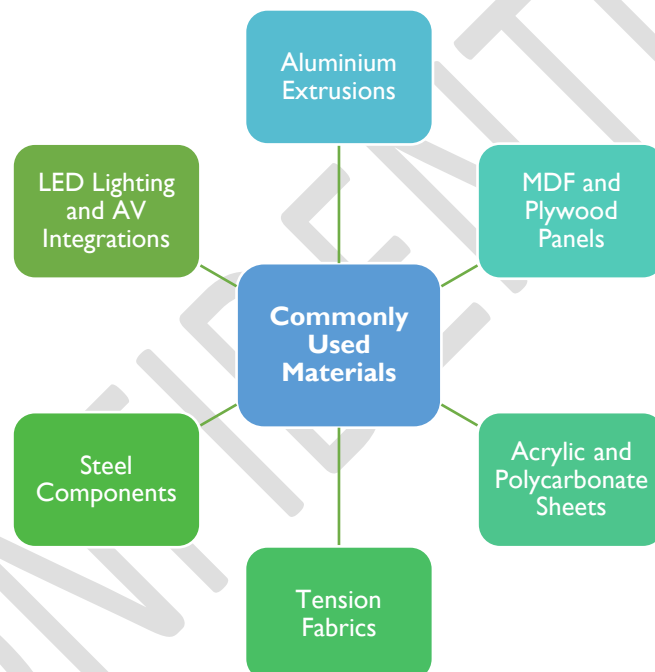 Aluminium
Extrusions
LED Lighting
and AV
Integrations
MDF and
Plywood
Panels
Commonly
Used
Materials
Steel
Components
Acrylic and
Polycarbonate
Sheets
Tension
Fabrics